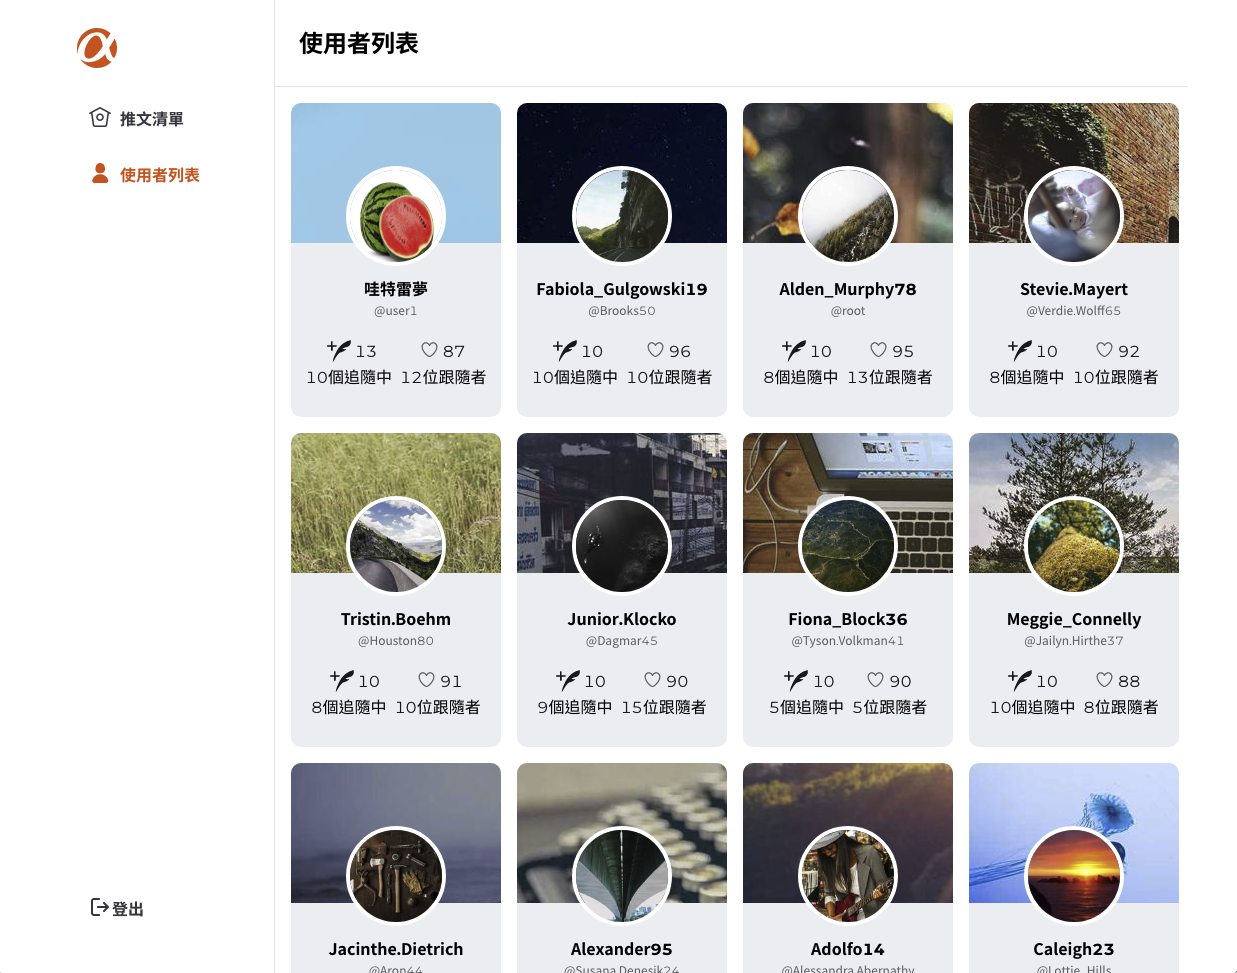 使用者列表
推文清單
使用者列表
登出
哇特雷夢
@user1
13 87
10個追隨中 12位跟隨者
Fabiola_Gulgowski19
@Brooks50
10 96
10個追隨中 10位跟隨者
Alden_Murphy78
@root
10 95
8個追隨中 13位跟隨者
Stevie.Mayert
@Verdie.Wolff65
10 92
8個追隨中 10位跟隨者
Tristin.Boehm
@Houston80
10 91
8個追隨中 10位跟隨者
Junior.Klocko
@Dagmar45
10 90
9個追隨中 15位跟隨者
Fiona_Block36
@Tyson.Volkman41
10 90
5個追隨中 5位跟隨者
Meggie_Connelly
@Jailyn.Hirthe37
10 88
10個追隨中 8位跟隨者
Jacinthe.Dietrich
@Aron44
Alexander95
@Susana.Denesik24
Adolfo14
@Alessandra.Abernathy
Caleigh23
@Lottie_Hills